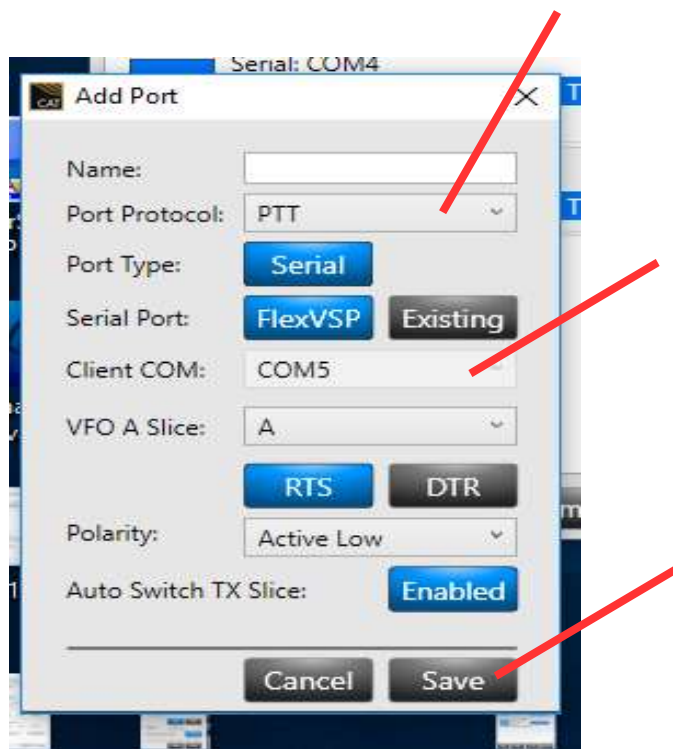 Serial: COM4
CAT Add Port
T
Name:
Port Protocol: PTT
T
Port Type: Serial
Serial Port: FlexVSP Existing
Client COM: COM5
VFO A Slice: A
RTS DTR
Polarity: Active Low
Auto Switch TX Slice: Enabled
Cancel Save